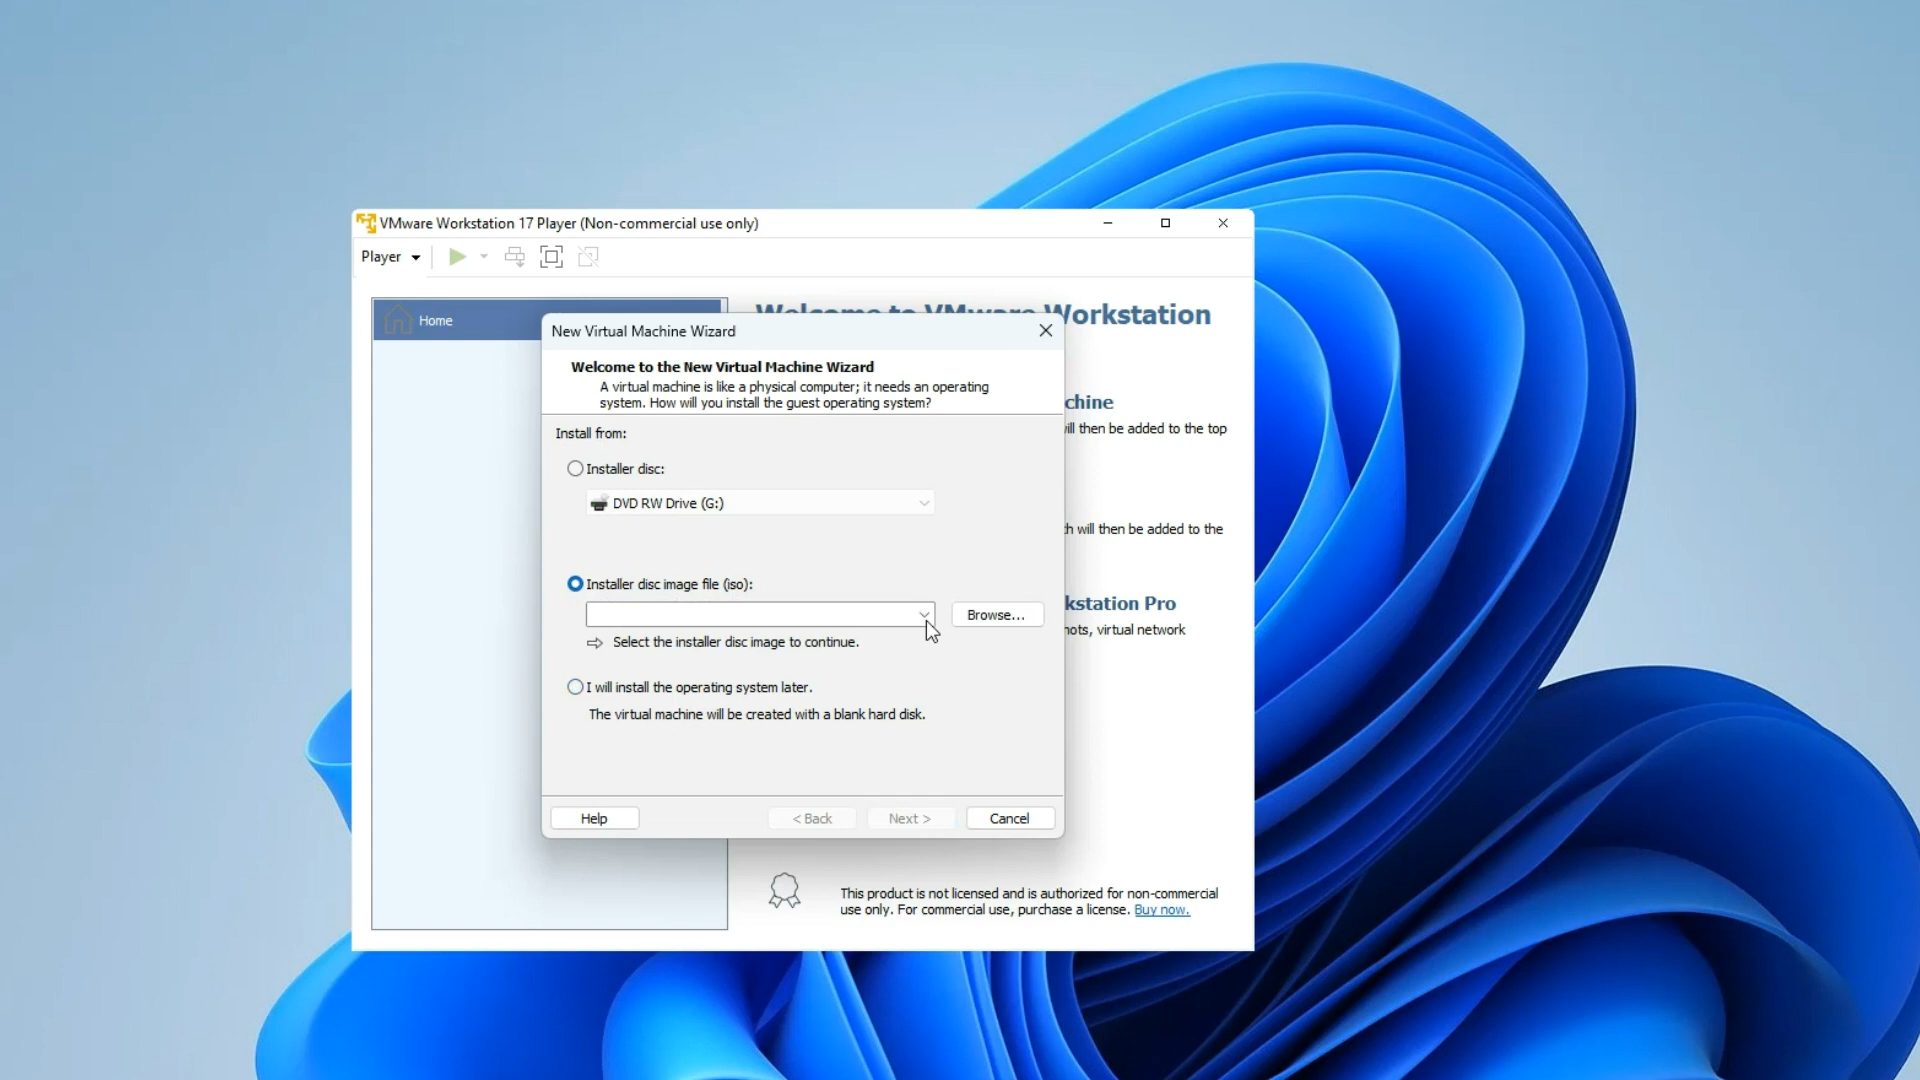 VMware Workstation 17 Player (Non-commercial use only)
Player
Home
Welcome to VMware Workstation
New Virtual Machine Wizard
Welcome to the New Virtual Machine Wizard
A virtual machine is like a physical computer; it needs an operating
system. How will you install the guest operating system?
Install from:
Installer disc:
DVD RW Drive (G:)
Installer disc image file (iso):
Browse...
Select the installer disc image to continue.
I will install the operating system later.
The virtual machine will be created with a blank hard disk.
Help
< Back
Next >
Cancel
will then be added to the top
will then be added to the
virtual network
This product is not licensed and is authorized for non-commercial
use only. For commercial use, purchase a license. Buy now.